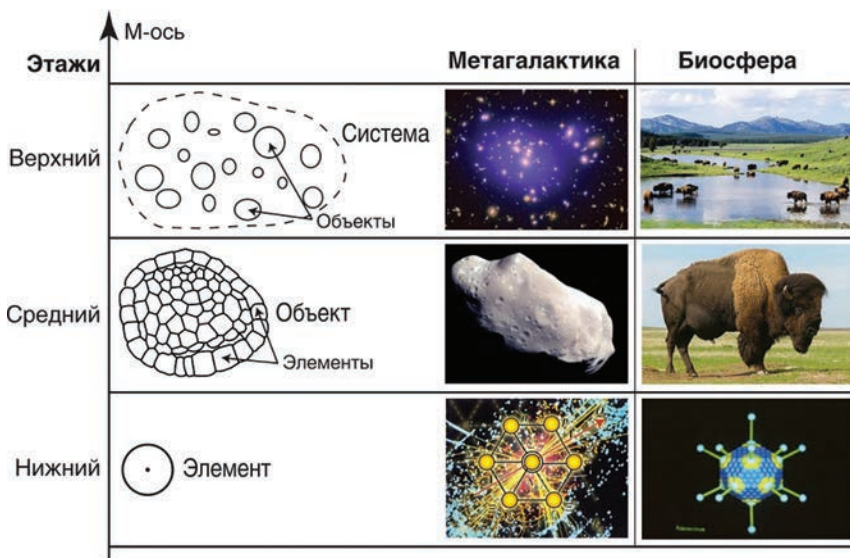 М-ось
Этажи
Метагалактика
Биосфера
Верхний
Система
Объекты
Средний
Объект
Элементы
Нижний
Элемент